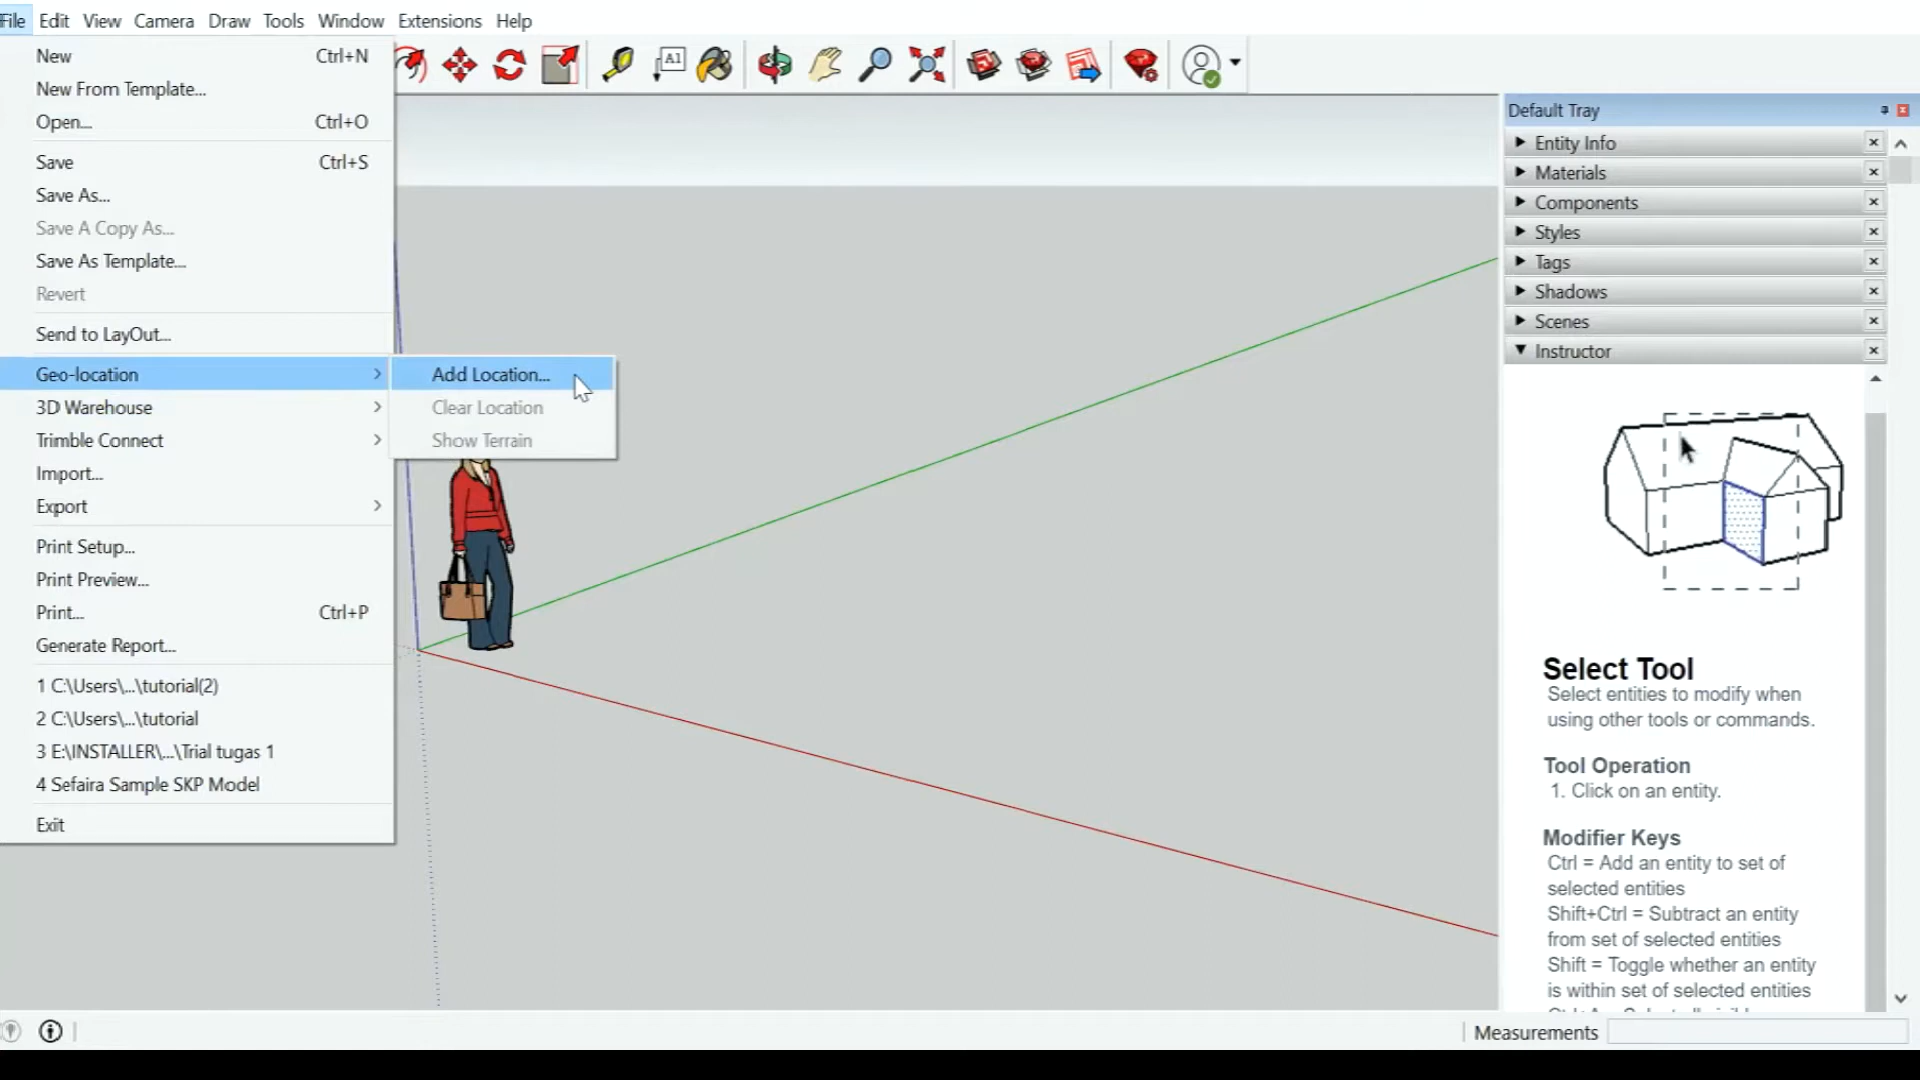 File Edit View Camera Draw Tools Window Extensions Help
New Ctrl+N
New From Template...
Open... Ctrl+O
Save Ctrl+S
Save As...
Save A Copy As...
Save As Template...
Revert
Send to LayOut...
Geo-location
3D Warehouse
Trimble Connect
Import...
Export
Print Setup...
Print Preview...
Print... Ctrl+P
Generate Report...
1 C:\Users\...\tutorial(2)
2 C:\Users\...\tutorial
3 E:\INSTALLER\...\Trial tugas 1
4 Sefaira Sample SKP Model
Exit
Add Location...
Clear Location
Show Terrain
A1
Default Tray
Entity Info
Materials
Components
Styles
Tags
Shadows
Scenes
Instructor
Select Tool
Select entities to modify when
using other tools or commands.
Tool Operation
1. Click on an entity.
Modifier Keys
Ctrl = Add an entity to set of
selected entities
Shift+Ctrl = Subtract an entity
from set of selected entities
Shift = Toggle whether an entity
is within set of selected entities
Measurements